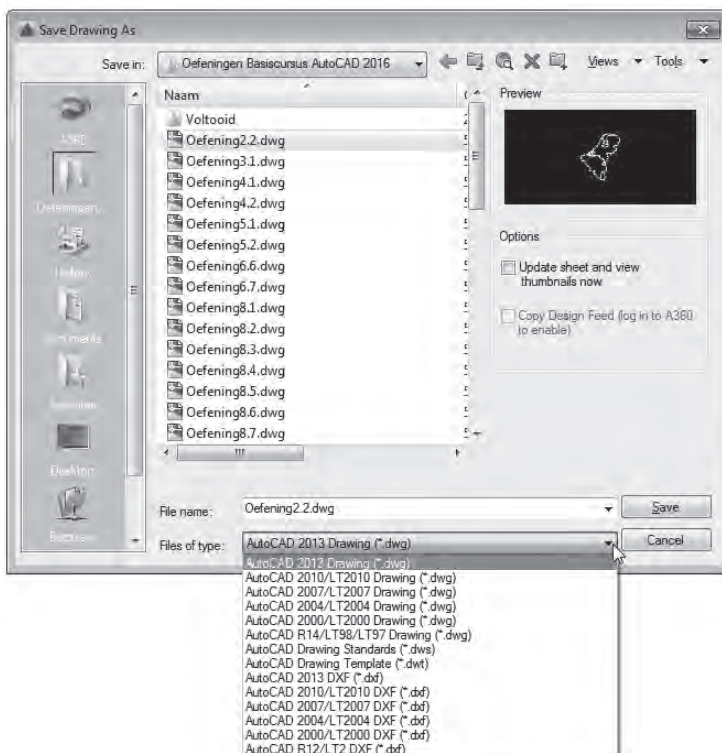 Save Drawing As
Save in: Oefeningen Basiscursus AutoCAD 2016 Views Tools
Naam
Voltooid
Oefening2.2.dwg
Oefening3.1.dwg
Oefening4.1.dwg
Oefening4.2.dwg
Oefening5.1.dwg
Oefening5.2.dwg
Oefening6.6.dwg
Oefening6.7.dwg
Oefening8.1.dwg
Oefening8.2.dwg
Oefening8.3.dwg
Oefening8.4.dwg
Oefening8.5.dwg
Oefening8.6.dwg
Oefening8.7.dwg
Preview
Options
Update sheet and view
thumbnails now
Copy Design Feed (log in to A360
to enable)
A360
Oefeningen...
History
Desktop
File name: Oefening2.2.dwg Save
Files of type: AutoCAD 2013 Drawing (*.dwg) Cancel
AutoCAD 2013 Drawing (*.dwg)
AutoCAD 2010/LT2010 Drawing (*.dwg)
AutoCAD 2007/LT2007 Drawing (*.dwg)
AutoCAD 2004/LT2004 Drawing (*.dwg)
AutoCAD 2000/LT2000 Drawing (*.dwg)
AutoCAD R14/LT98/LT97 Drawing (*.dwg)
AutoCAD Drawing Standards (*.dws)
AutoCAD Drawing Template (*.dwt)
AutoCAD 2013 DXF (*.dxf)
AutoCAD 2010/LT2010 DXF (*.dxf)
AutoCAD 2007/LT2007 DXF (*.dxf)
AutoCAD 2004/LT2004 DXF (*.dxf)
AutoCAD 2000/LT2000 DXF (*.dxf)
AutoCAD R12/LT2 DXF (*.dxf)